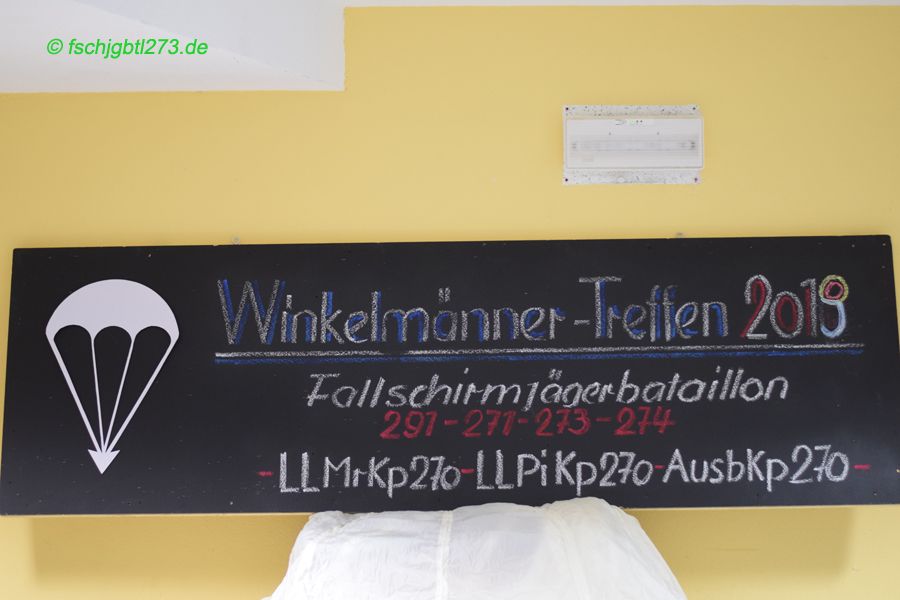 © fschjgbtl273.de
Winkelmänner-Treffen 2019
Fallschirmjägerbataillon
291-271-273-274
-LLMrKp270-LLPiKp270-AusbKp270-